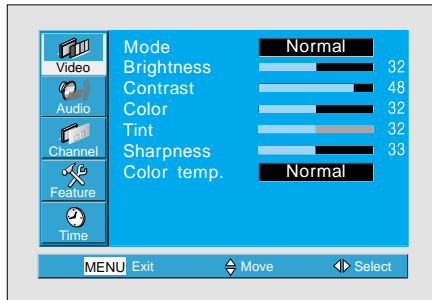 Video
Audio
Channel
Feature
Time
Mode Normal
Brightness 32
Contrast 48
Color 32
Tint 32
Sharpness 33
Color temp. Normal
MENU Exit Move Select